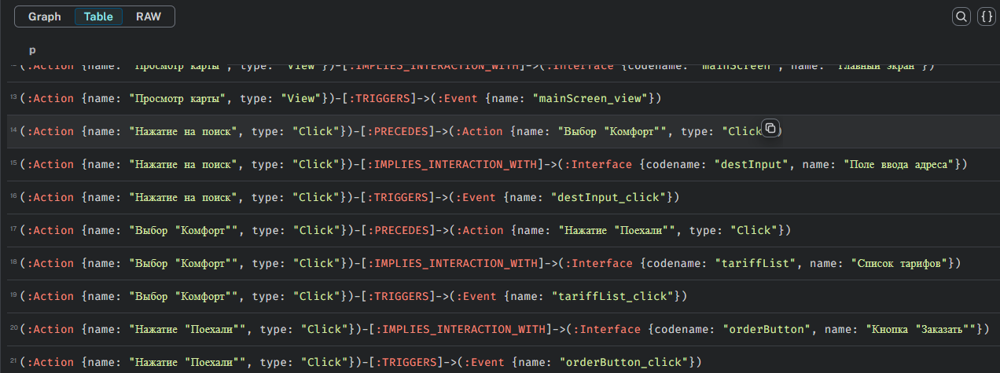 Graph Table RAW
p
(:Action {name: "Просмотр карты", type: "View"})-[:IMPLIES_INTERACTION_WITH]->(:Interface {codename: "mainScreen", name: "Главный экран"})
13 (:Action {name: "Просмотр карты", type: "View"})-[:TRIGGERS]->(:Event {name: "mainScreen_view"})
14 (:Action {name: "Нажатие на поиск", type: "Click"})-[:PRECEDES]->(:Action {name: "Выбор "Комфорт"", type: "Click )
15 (:Action {name: "Нажатие на поиск", type: "Click"})-[:IMPLIES_INTERACTION_WITH]->(:Interface {codename: "destInput", name: "Поле ввода адреса"})
16 (:Action {name: "Нажатие на поиск", type: "Click"})-[:TRIGGERS]->(:Event {name: "destInput_click"})
17 (:Action {name: "Выбор "Комфорт"", type: "Click"})-[:PRECEDES]->(:Action {name: "Нажатие "Поехали"", type: "Click"})
18 (:Action {name: "Выбор "Комфорт"", type: "Click"})-[:IMPLIES_INTERACTION_WITH]->(:Interface {codename: "tariffList", name: "Список тарифов"})
19 (:Action {name: "Выбор "Комфорт"", type: "Click"})-[:TRIGGERS]->(:Event {name: "tariffList_click"})
20 (:Action {name: "Нажатие "Поехали"", type: "Click"})-[:IMPLIES_INTERACTION_WITH]->(:Interface {codename: "orderButton", name: "Кнопка "Заказать""})
21 (:Action {name: "Нажатие "Поехали"", type: "Click"})-[:TRIGGERS]->(:Event {name: "orderButton_click"})